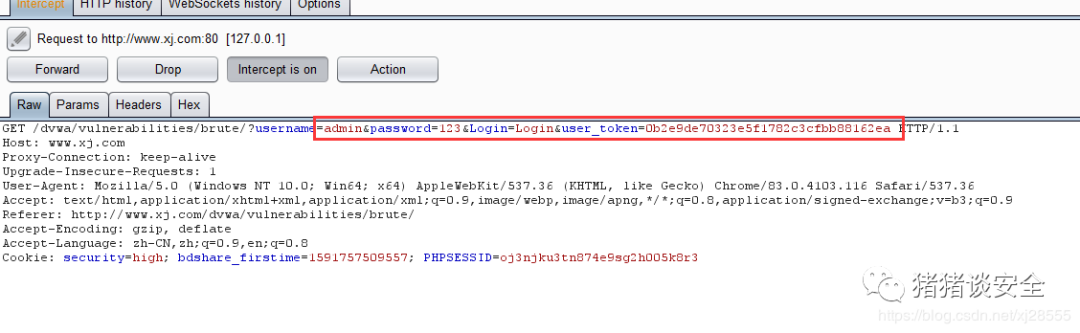 Intercept HTTP history WebSockets history Options
Request to http://www.xj.com:80 [127.0.0.1]
Forward Drop Intercept is on Action
Raw Params Headers Hex
GET /dvwa/vulnerabilities/brute/?username=admin&password=123&Login=Login&user_token=0b2e9de70323e5f1782c3cfbb88162ea HTTP/1.1
Host: www.xj.com
Proxy-Connection: keep-alive
Upgrade-Insecure-Requests: 1
User-Agent: Mozilla/5.0 (Windows NT 10.0; Win64; x64) AppleWebKit/537.36 (KHTML, like Gecko) Chrome/83.0.4103.116 Safari/537.36
Accept: text/html,application/xhtml+xml,application/xml;q=0.9,image/webp,image/apng,*/*;q=0.8,application/signed-exchange;v=b3;q=0.9
Referer: http://www.xj.com/dvwa/vulnerabilities/brute/
Accept-Encoding: gzip, deflate
Accept-Language: zh-CN,zh;q=0.9,en;q=0.8
Cookie: security=high; bdshare_firstime=1591757509557; PHPSESSID=oj3njku3tn874e9sg2h005k8r3
猪猪谈安全
https://blog.csdn.net/xj28555